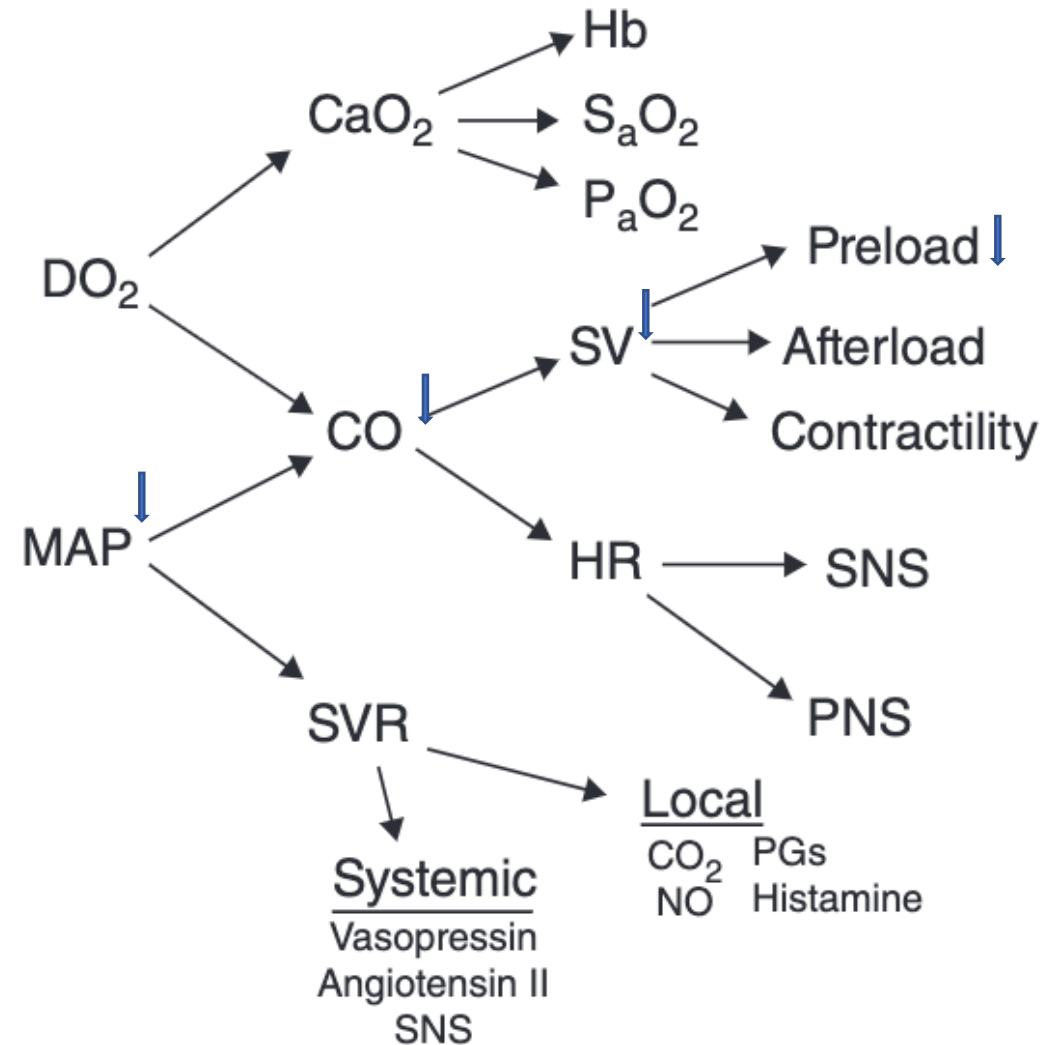 Hb
CaO₂
SₐO₂
PₐO₂
Preload
DO₂
SV
Afterload
CO
Contractility
MAP
HR
SNS
PNS
SVR
Local
CO₂ PGs
NO Histamine
Systemic
Vasopressin
Angiotensin II
SNS